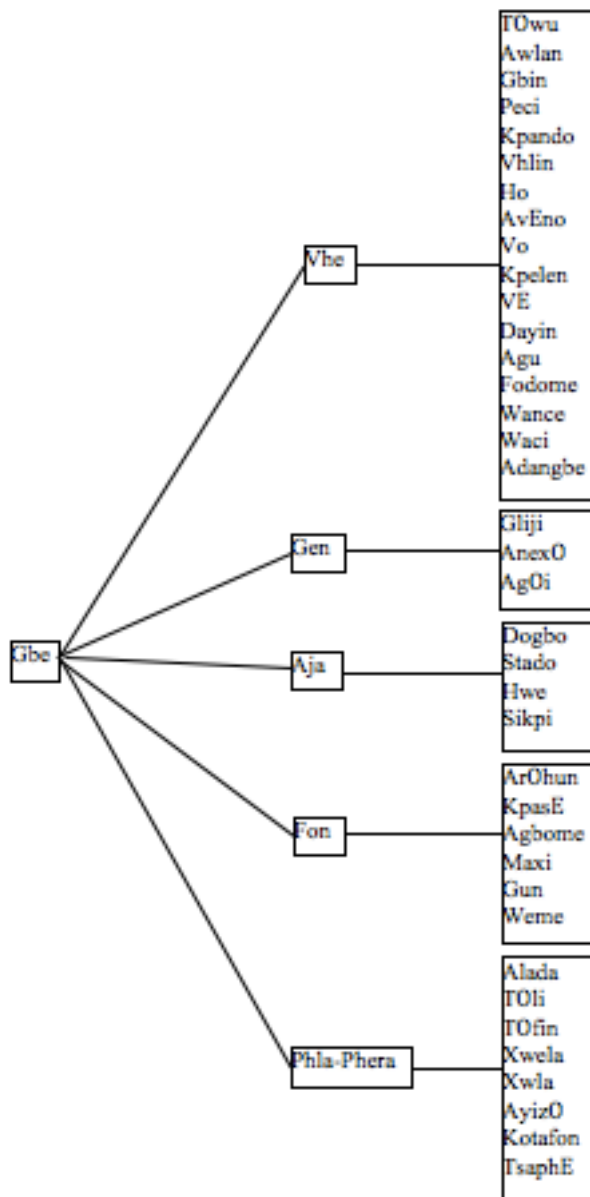 Gbe
Vhe
TOwu
Awlan
Gbin
Peci
Kpando
Vhlin
Ho
AvEno
Vo
Kpelen
VE
Dayin
Agu
Fodome
Wance
Waci
Adangbe
Gen
Gliji
AnexO
AgOi
Aja
Dogbo
Stado
Hwe
Sikpi
Fon
ArOhun
KpasE
Agbome
Maxi
Gun
Weme
Phla-Phera
Alada
TOli
TOfin
Xwela
Xwla
AyizO
Kotafon
TsaphE